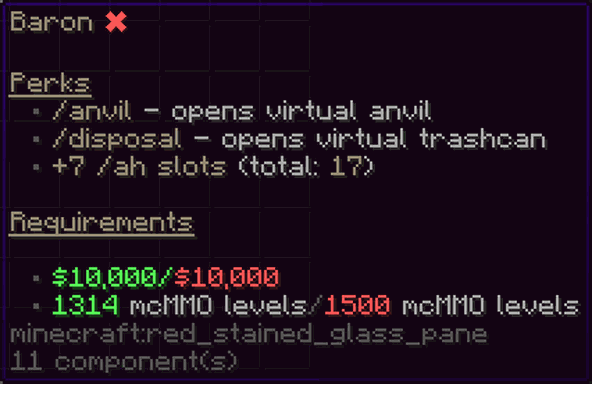 Baron ✖
Perks
▪ /anvil – opens virtual anvil
▪ /disposal – opens virtual trashcan
▪ +7 /ah slots (total: 17)
Requirements
▪ $10,000/$10,000
▪ 1314 mcMMO levels/1500 mcMMO levels
minecraft:red_stained_glass_pane
11 component(s)